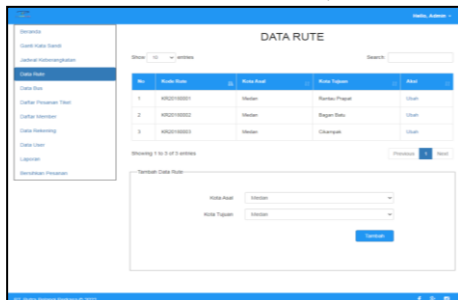 Hello, Admin
Beranda
Ganti Kata Sandi
Jadwal Keberangkatan
Data Rute
Data Bus
Daftar Pesanan Tiket
Daftar Member
Data Rekening
Data User
Laporan
Bersihkan Pesanan
DATA RUTE
Show 10 entries
Search:
No Kode Rute Kota Asal Kota Tujuan Aksi
1 KR20190001 Medan Rantau Prapat Ubah
2 KR20190002 Medan Bagan Batu Ubah
3 KR20190003 Medan Cikampak Ubah
Showing 1 to 3 of 3 entries
Previous 1 Next
Tambah Data Rute
Kota Asal Medan
Kota Tujuan Medan
Tambah